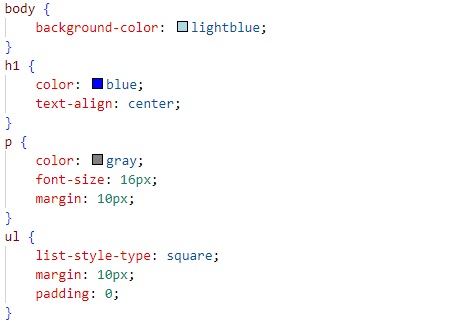 body {
    background-color: lightblue;
}
h1 {
    color: blue;
    text-align: center;
}
p {
    color: gray;
    font-size: 16px;
    margin: 10px;
}
ul {
    list-style-type: square;
    margin: 10px;
    padding: 0;
}